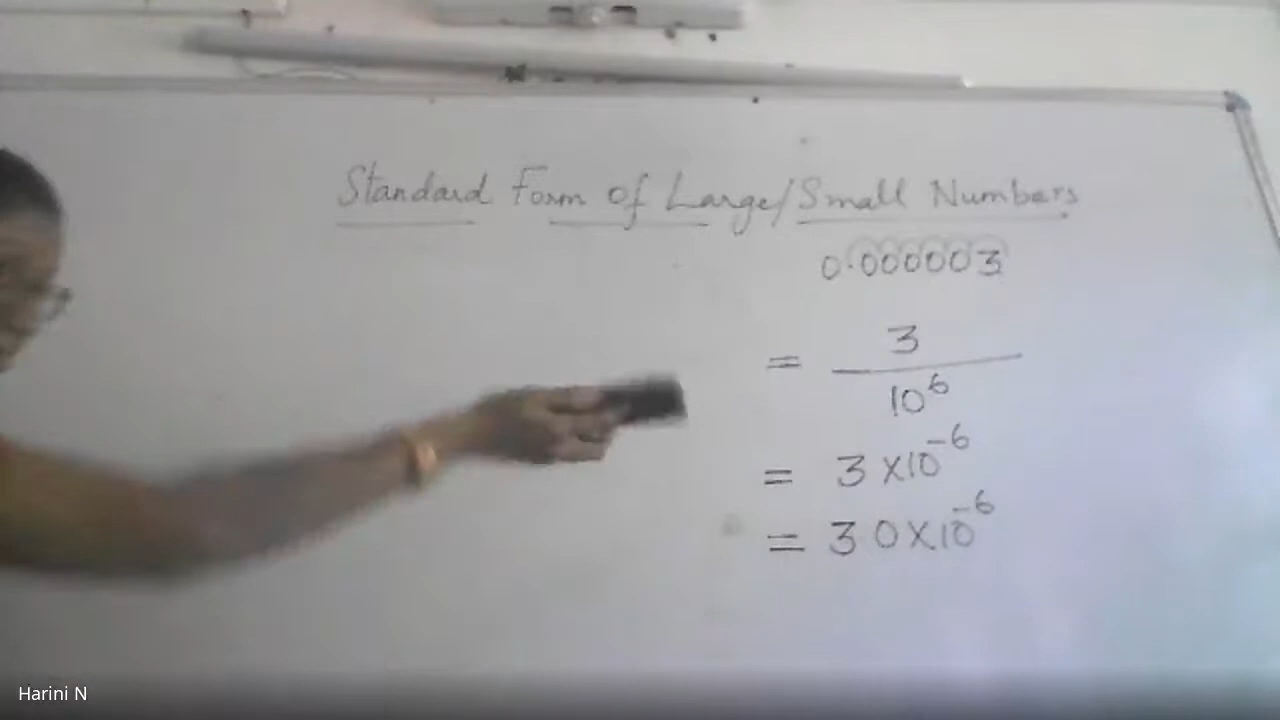 Standard Form of Large/Small Numbers
0.000003
= 3
10⁶
= 3 × 10⁻⁶
= 3 0 × 10⁻⁶
Harini N